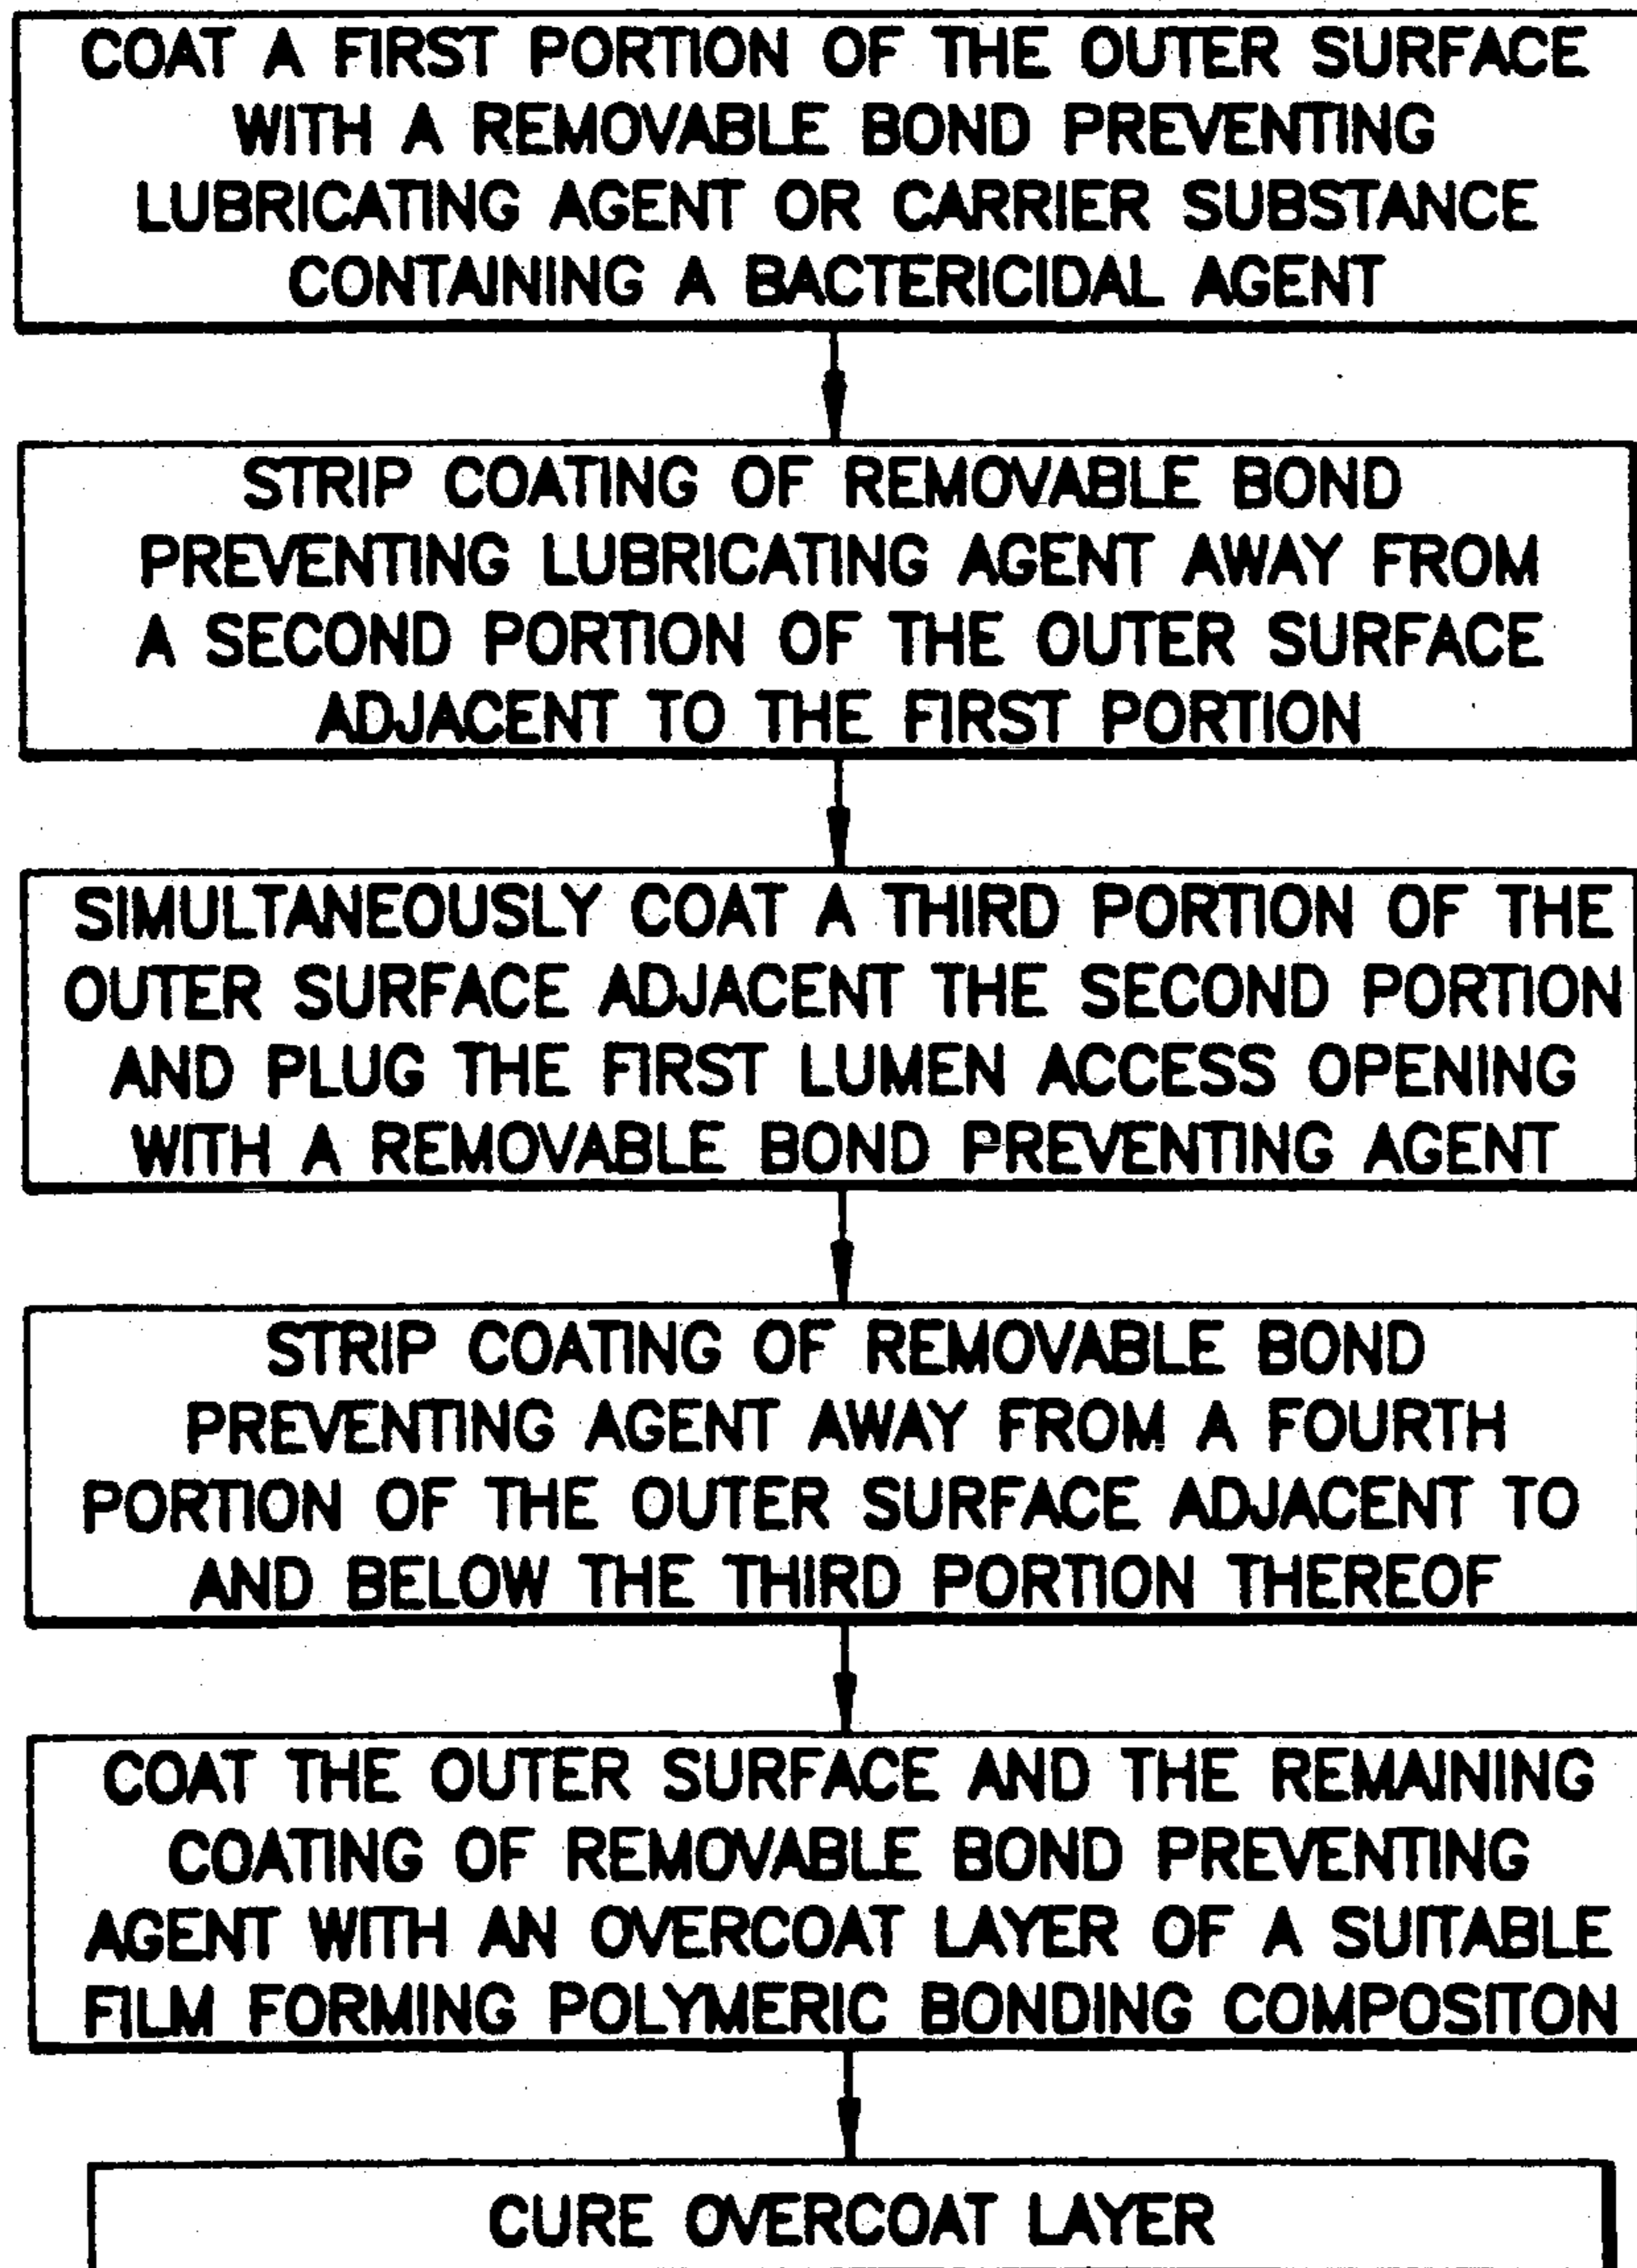 COAT A FIRST PORTION OF THE OUTER SURFACE
WITH A REMOVABLE BOND PREVENTING
LUBRICATING AGENT OR CARRIER SUBSTANCE
CONTAINING A BACTERICIDAL AGENT
STRIP COATING OF REMOVABLE BOND
PREVENTING LUBRICATING AGENT AWAY FROM
A SECOND PORTION OF THE OUTER SURFACE
ADJACENT TO THE FIRST PORTION
SIMULTANEOUSLY COAT A THIRD PORTION OF THE
OUTER SURFACE ADJACENT THE SECOND PORTION
AND PLUG THE FIRST LUMEN ACCESS OPENING
WITH A REMOVABLE BOND PREVENTING AGENT
STRIP COATING OF REMOVABLE BOND
PREVENTING AGENT AWAY FROM A FOURTH
PORTION OF THE OUTER SURFACE ADJACENT TO
AND BELOW THE THIRD PORTION THEREOF
COAT THE OUTER SURFACE AND THE REMAINING
COATING OF REMOVABLE BOND PREVENTING
AGENT WITH AN OVERCOAT LAYER OF A SUITABLE
FILM FORMING POLYMERIC BONDING COMPOSITON
CURE OVERCOAT LAYER